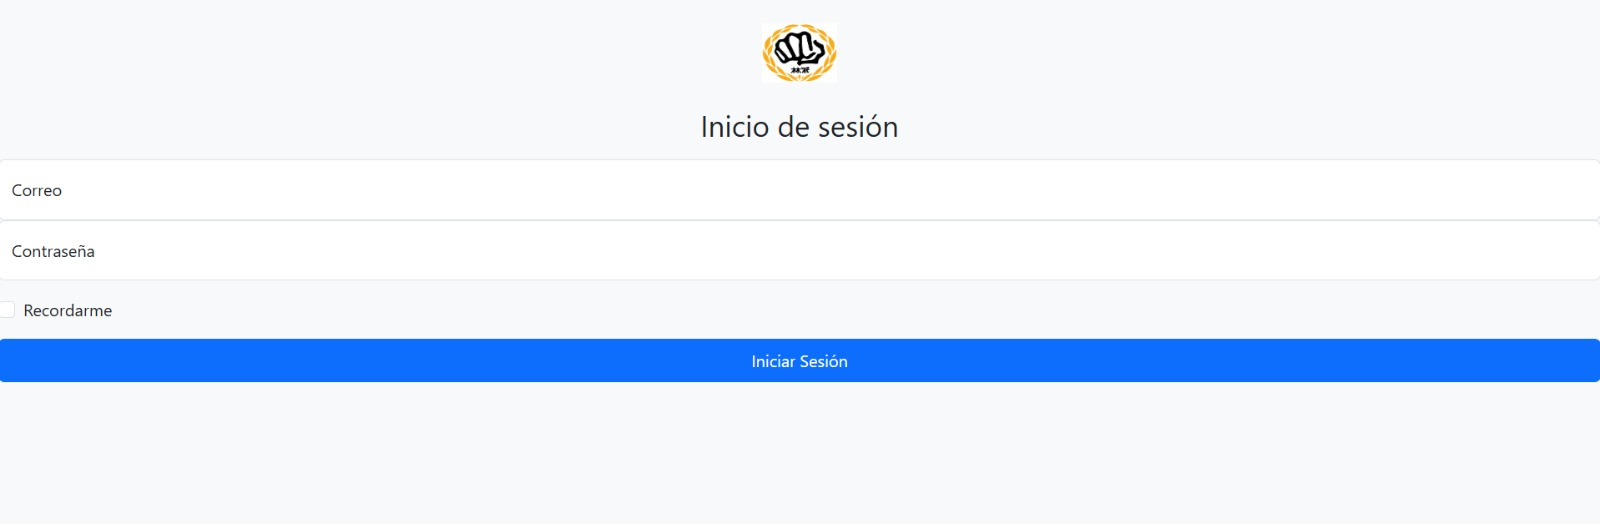 Inicio de sesión
Correo
Contraseña
Recordarme
Iniciar Sesión